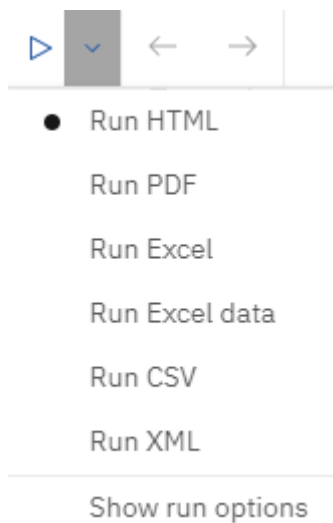 Run HTML
Run PDF
Run Excel
Run Excel data
Run CSV
Run XML
Show run options